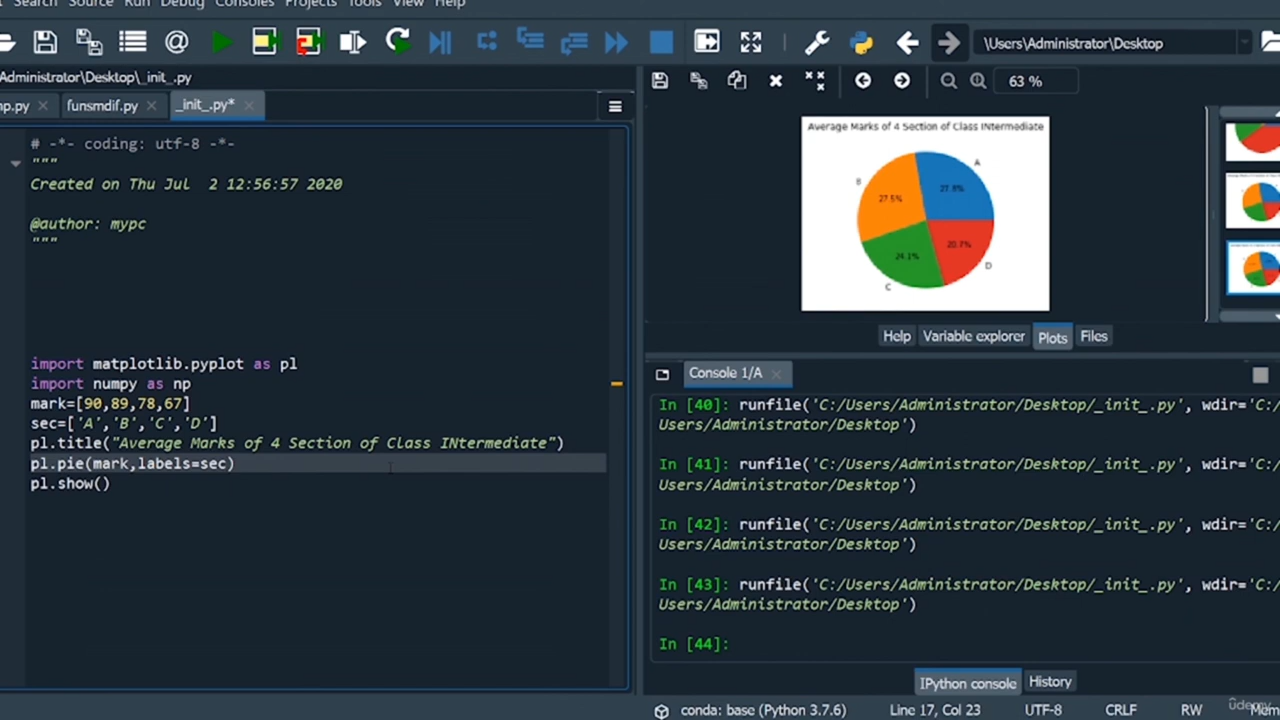 Search Source Run Debug Consoles Projects Tools View Help
\Users\Administrator\Desktop
Administrator\Desktop\_init_.py
np.py funsmdif.py _init_.py*
63 %
# -*- coding: utf-8 -*-
"""
Created on Thu Jul  2 12:56:57 2020
@author: mypc
"""
import matplotlib.pyplot as pl
import numpy as np
mark=[90,89,78,67]
sec=['A','B','C','D']
pl.title("Average Marks of 4 Section of Class INtermediate")
pl.pie(mark,labels=sec)
pl.show()
Average Marks of 4 Section of Class INtermediate
A
B
27.8%
27.5%
24.1%
20.7%
C
D
Help Variable explorer Plots Files
Console 1/A
In [40]: runfile('C:/Users/Administrator/Desktop/_init_.py', wdir='C:/
Users/Administrator/Desktop')
In [41]: runfile('C:/Users/Administrator/Desktop/_init_.py', wdir='C:/
Users/Administrator/Desktop')
In [42]: runfile('C:/Users/Administrator/Desktop/_init_.py', wdir='C:/
Users/Administrator/Desktop')
In [43]: runfile('C:/Users/Administrator/Desktop/_init_.py', wdir='C:/
Users/Administrator/Desktop')
In [44]:
IPython console History
conda: base (Python 3.7.6) Line 17, Col 23 UTF-8 CRLF RW Mem
ûdemy